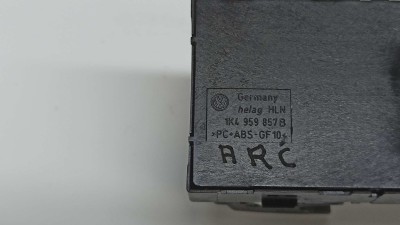 Germany
helag HLN
1K4 959 857 B
>PC+ABS-GF10<
ARC